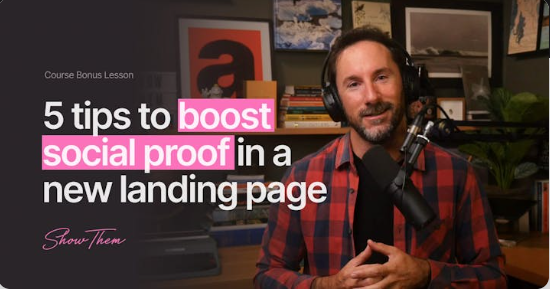 Course Bonus Lesson
5 tips to boost
social proof in a
new landing page
Show Them
a